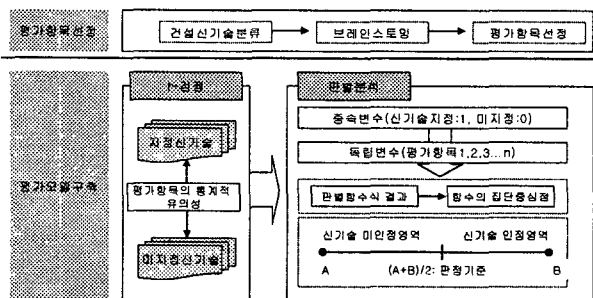 평가항목선정
건설신기술분류
브레인스토밍
평가항목선정
평가모델구축
t-검정
지정신기술
평가항목의 통계적
유의성
미지정신기술
판별분석
종속변수(신기술지정:1, 미지정:0)
독립변수(평가항목1,2,3...n)
판별함수식 결과
함수의 집단중심점
신기술 미인정영역
신기술 인정영역
A
(A+B)/2: 판정기준
B